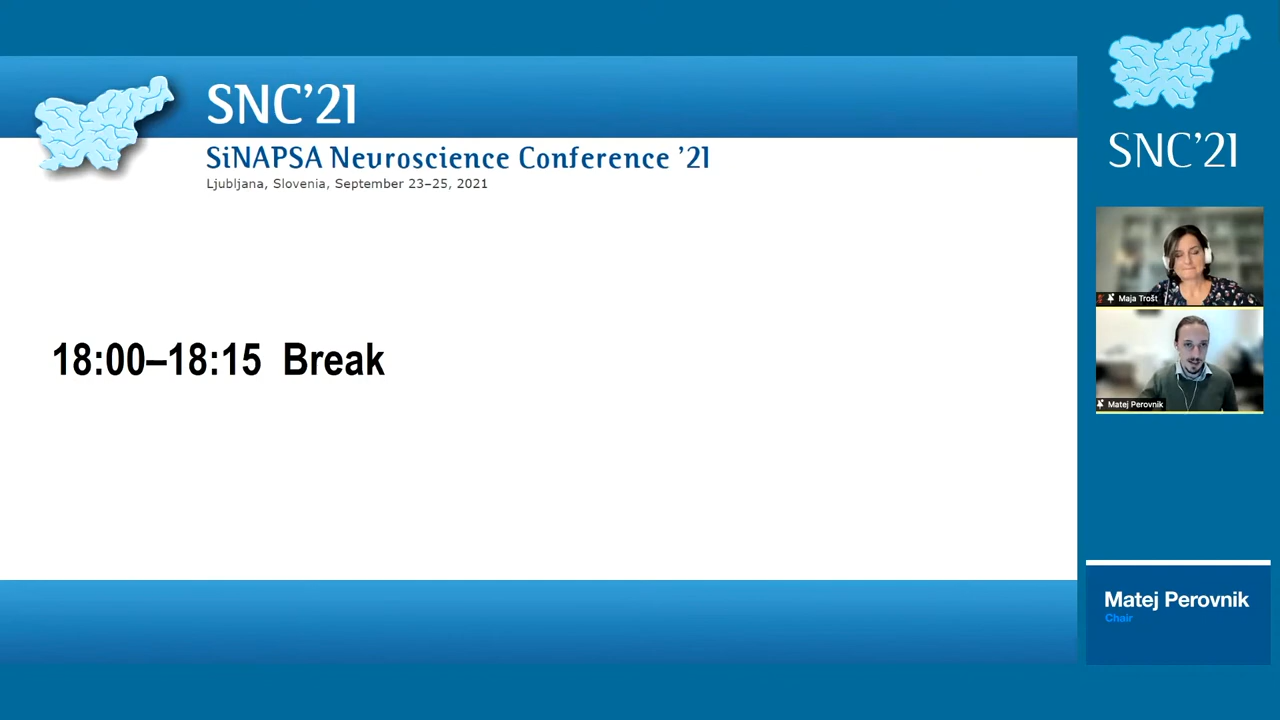 SNC’21
SiNAPSA Neuroscience Conference ’21
Ljubljana, Slovenia, September 23–25, 2021
18:00–18:15 Break
SNC’21
Maja Trošt
Matej Perovnik
Matej Perovnik
Chair